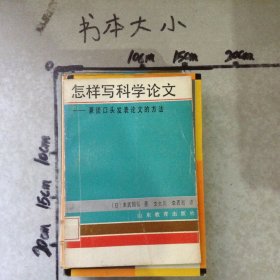 书本大小
10cm 15cm 20cm
怎样写科学论文
——兼谈口头发表论文的方法
山东教育出版社
20cm 15cm 10cm